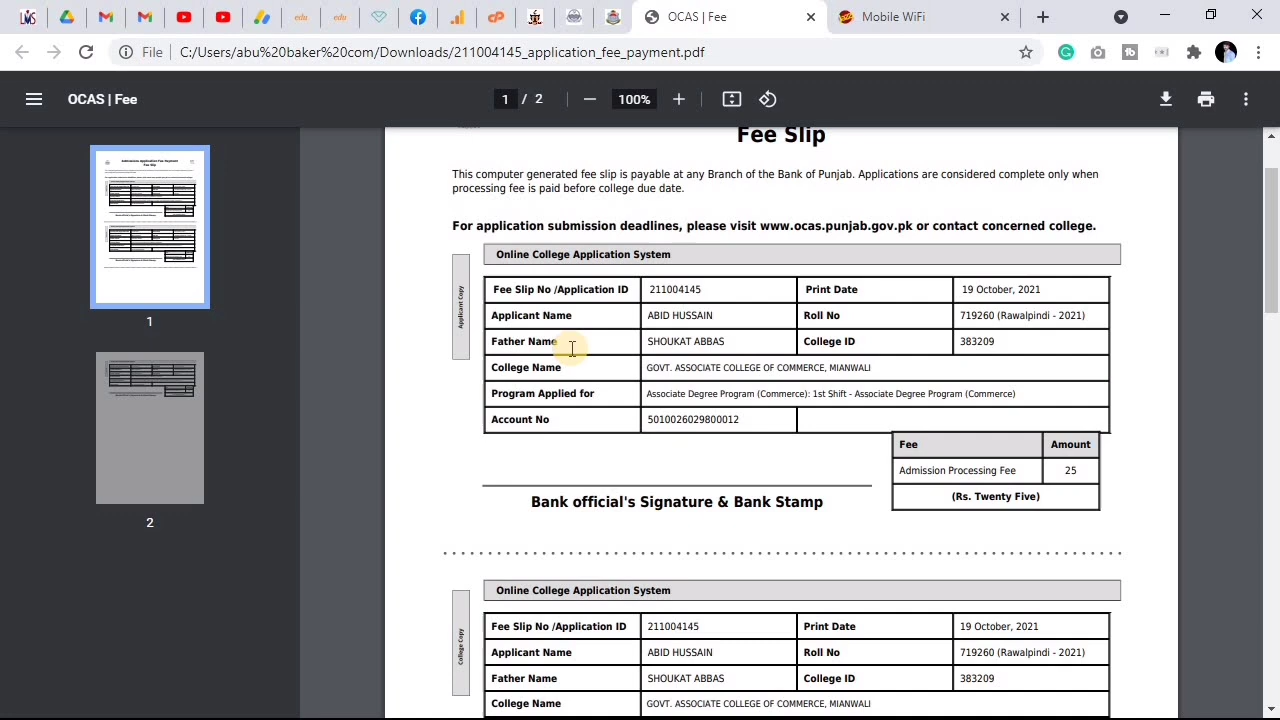 edu
edu
OCAS | Fee
Mobile WiFi
File
C:/Users/abu%20baker%20com/Downloads/211004145_application_fee_payment.pdf
OCAS | Fee
1 / 2
100%
1
2
Fee Slip
This computer generated fee slip is payable at any Branch of the Bank of Punjab. Applications are considered complete only when
processing fee is paid before college due date.
For application submission deadlines, please visit www.ocas.punjab.gov.pk or contact concerned college.
Applicant Copy
Online College Application System
Fee Slip No /Application ID 211004145 Print Date 19 October, 2021
Applicant Name ABID HUSSAIN Roll No 719260 (Rawalpindi - 2021)
Father Name SHOUKAT ABBAS College ID 383209
College Name GOVT. ASSOCIATE COLLEGE OF COMMERCE, MIANWALI
Program Applied for Associate Degree Program (Commerce): 1st Shift - Associate Degree Program (Commerce)
Account No 5010026029800012
Fee Amount
Admission Processing Fee 25
(Rs. Twenty Five)
Bank official's Signature & Bank Stamp
College Copy
Online College Application System
Fee Slip No /Application ID 211004145 Print Date 19 October, 2021
Applicant Name ABID HUSSAIN Roll No 719260 (Rawalpindi - 2021)
Father Name SHOUKAT ABBAS College ID 383209
College Name GOVT. ASSOCIATE COLLEGE OF COMMERCE, MIANWALI